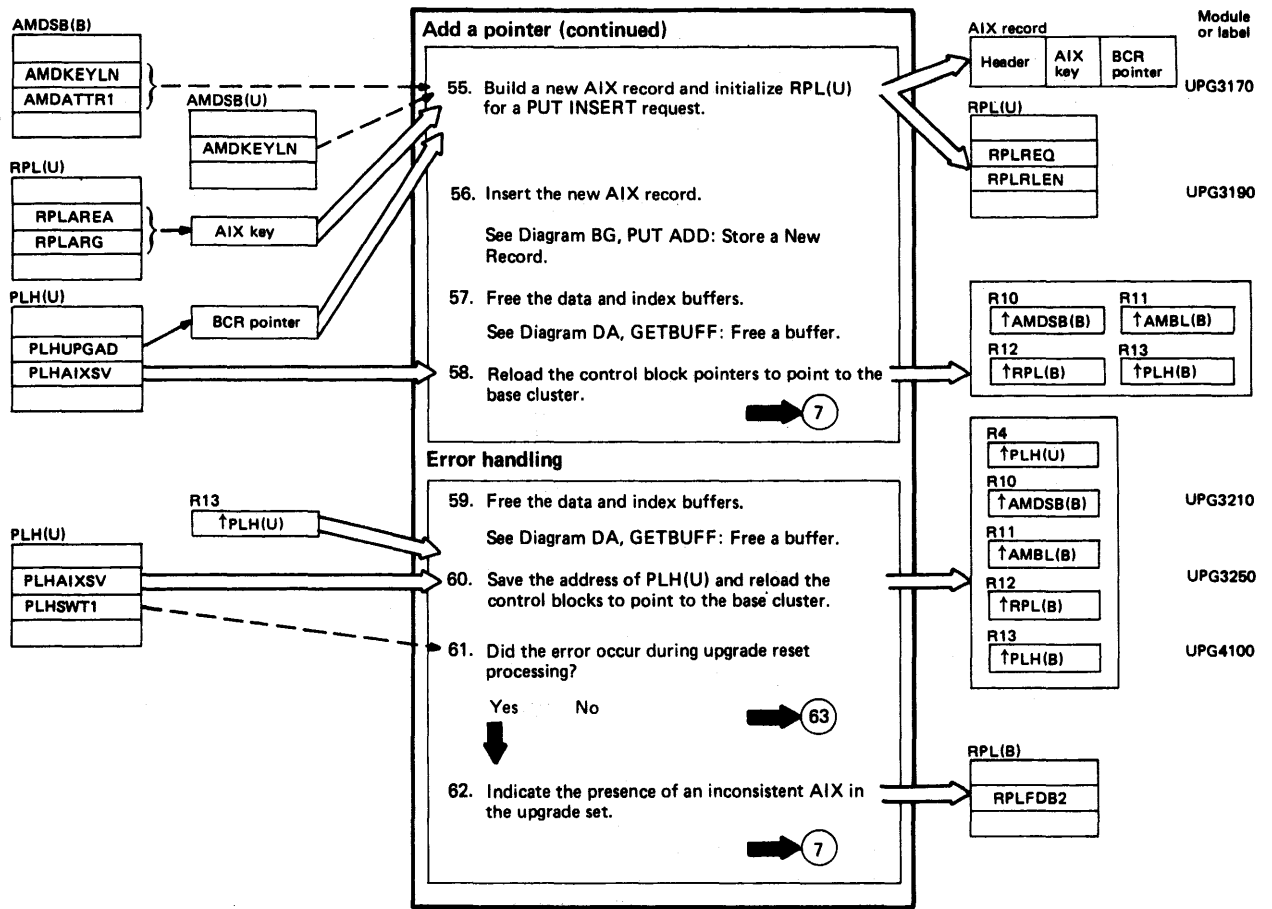 AMDSB(B)
AMDKEYLN
AMDATTR1
AMDSB(U)
AMDKEYLN
RPL(U)
RPLAREA
RPLARG
AIX key
PLH(U)
PLHUPGAD
PLHAIXSV
BCR pointer
Add a pointer (continued)
55. Build a new AIX record and initialize RPL(U)
for a PUT INSERT request.
56. Insert the new AIX record.
See Diagram BG, PUT ADD: Store a New
Record.
57. Free the data and index buffers.
See Diagram DA, GETBUFF: Free a buffer.
58. Reload the control block pointers to point to the
base cluster.
7
Module
or label
AIX record
Header
AIX
key
BCR
pointer
UPG3170
RPL(U)
RPLREQ
RPLRLEN
UPG3190
R10
↑AMDSB(B)
R11
↑AMBL(B)
R12
↑RPL(B)
R13
↑PLH(B)
Error handling
R13
↑PLH(U)
PLH(U)
PLHAIXSV
PLHSWT1
59. Free the data and index buffers.
See Diagram DA, GETBUFF: Free a buffer.
60. Save the address of PLH(U) and reload the
control blocks to point to the base cluster.
61. Did the error occur during upgrade reset
processing?
Yes No
63
62. Indicate the presence of an inconsistent AIX in
the upgrade set.
7
R4
↑PLH(U)
R10
↑AMDSB(B)
UPG3210
R11
↑AMBL(B)
UPG3250
R12
↑RPL(B)
R13
↑PLH(B)
UPG4100
RPL(B)
RPLFDB2